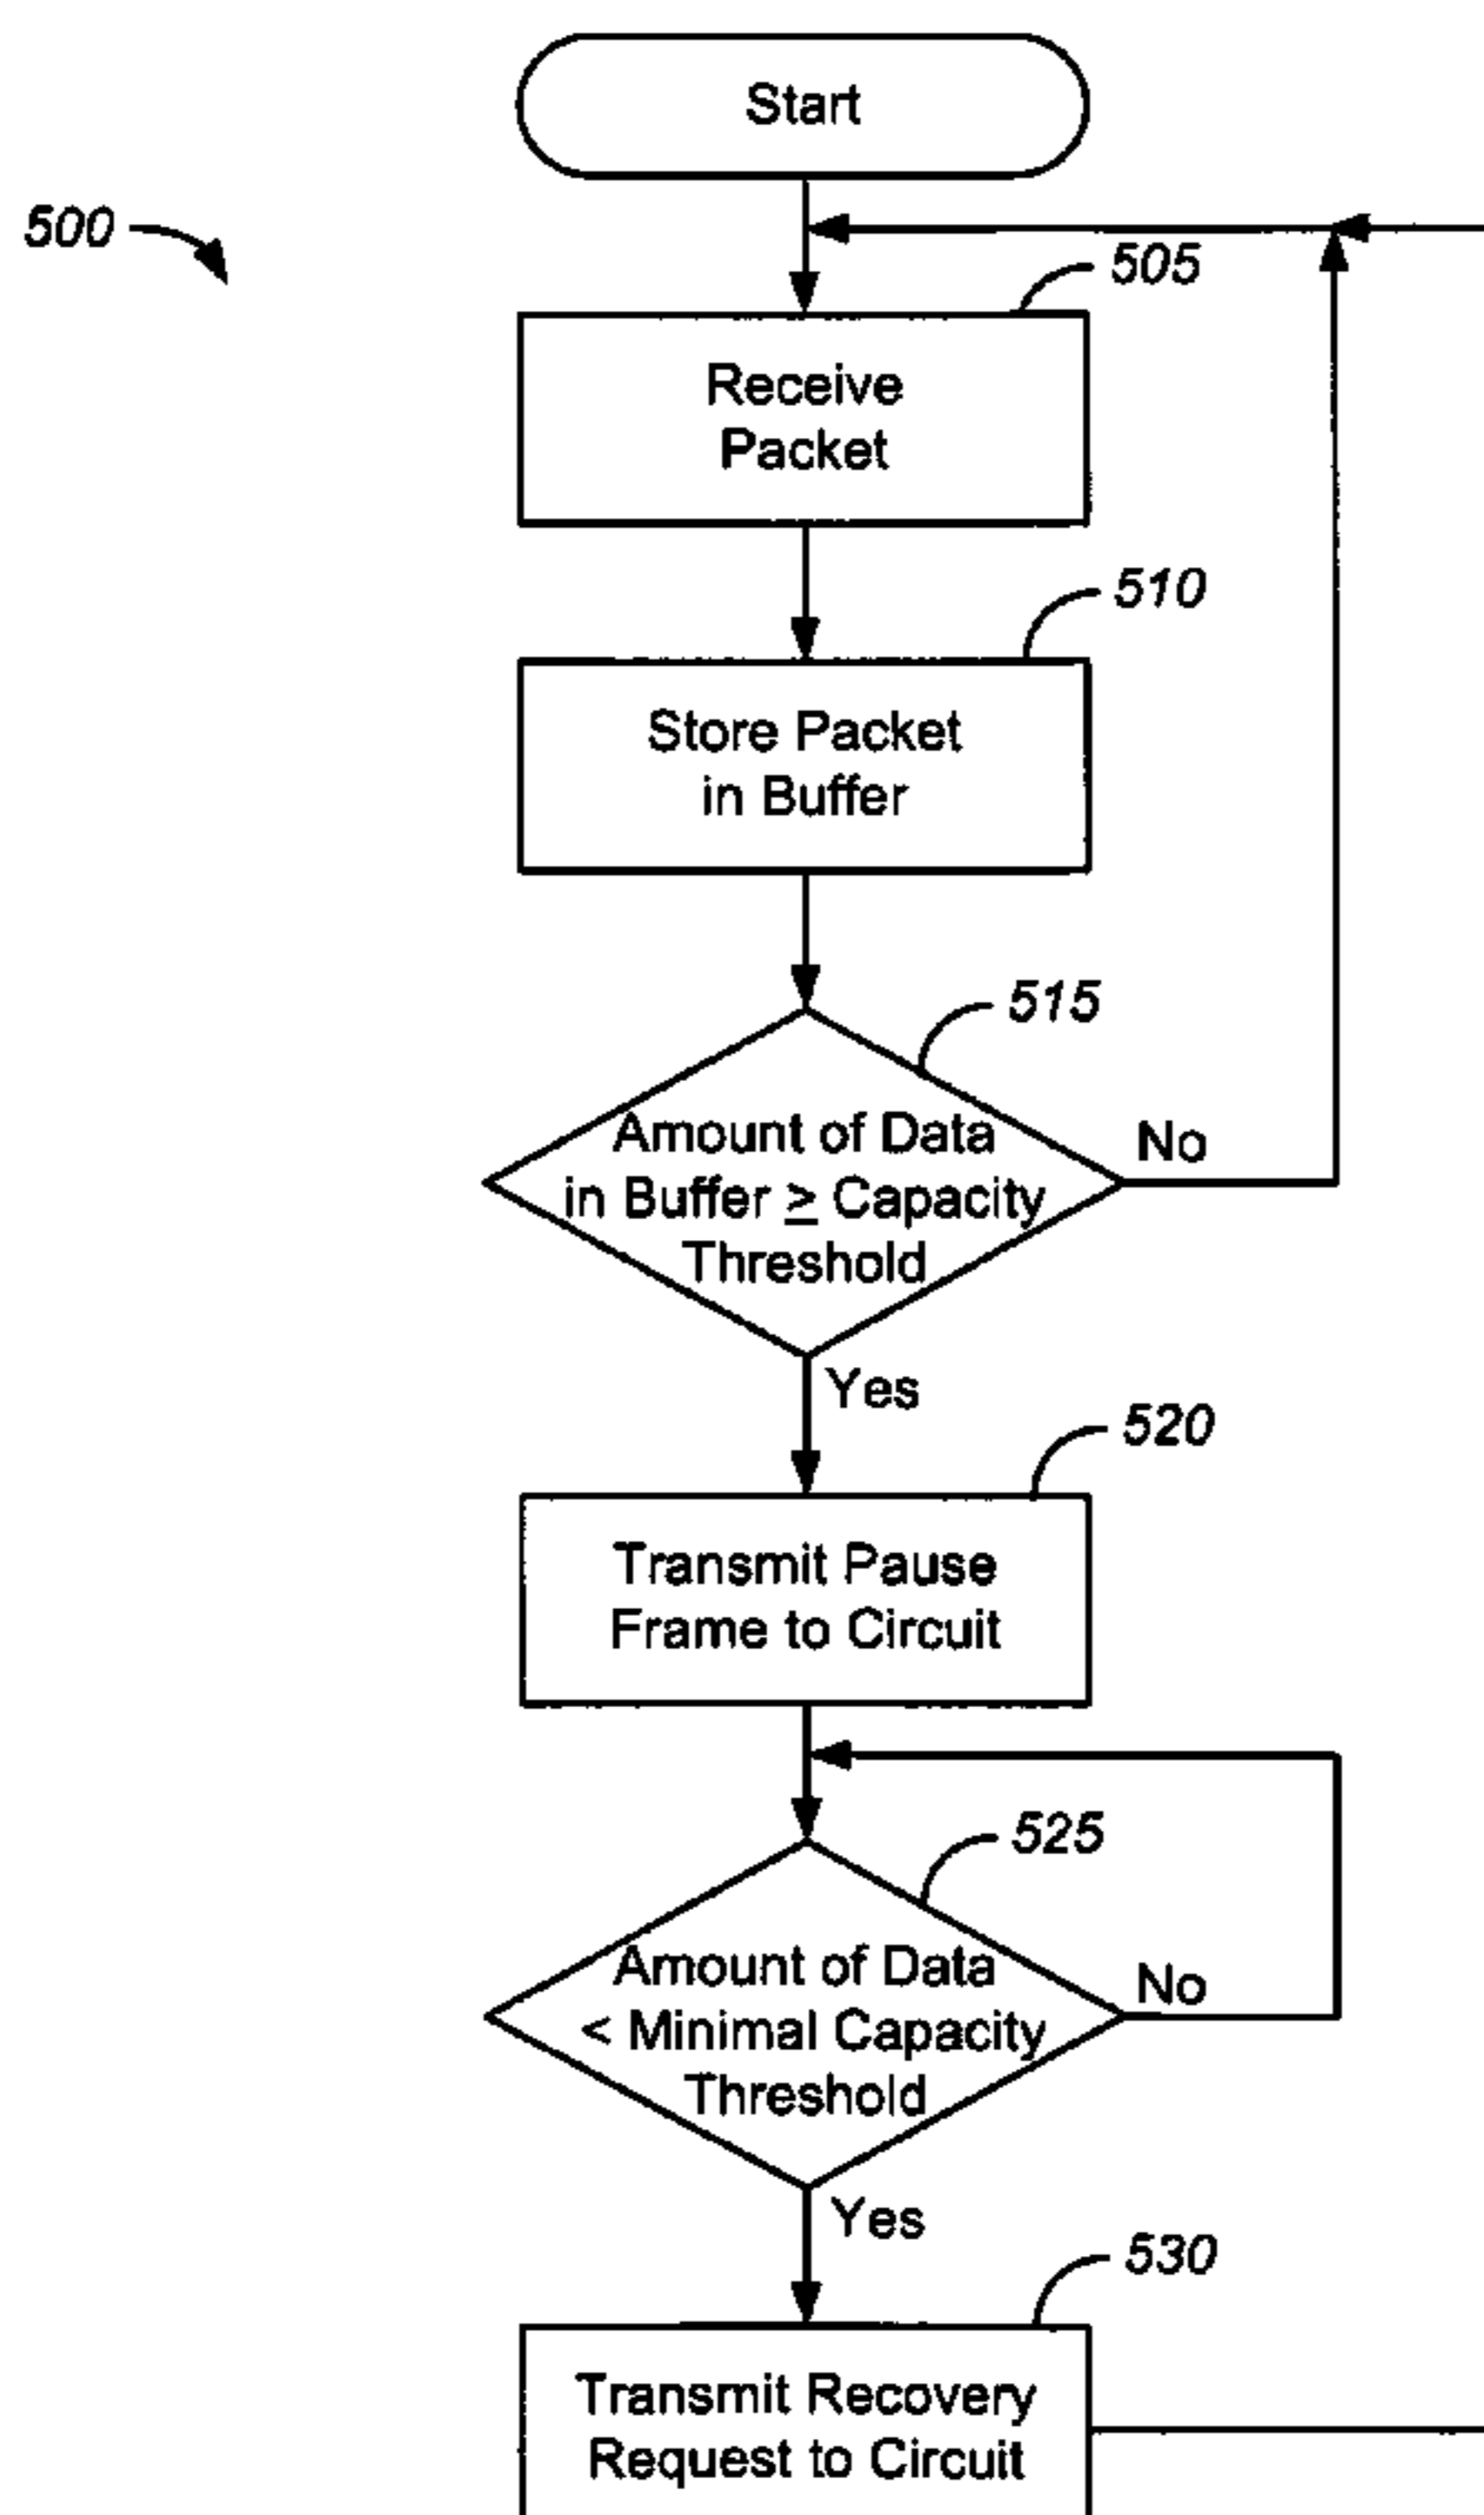 Start
500
505
Receive
Packet
510
Store Packet
in Buffer
515
Amount of Data
in Buffer ≥ Capacity
Threshold
No
Yes
520
Transmit Pause
Frame to Circuit
525
Amount of Data
< Minimal Capacity
Threshold
No
Yes
530
Transmit Recovery
Request to Circuit